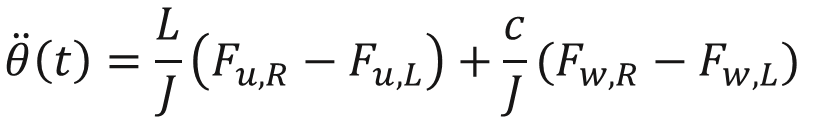 θ̈(t) = L/J (F_{u,R} − F_{u,L}) + c/J (F_{w,R} − F_{w,L})